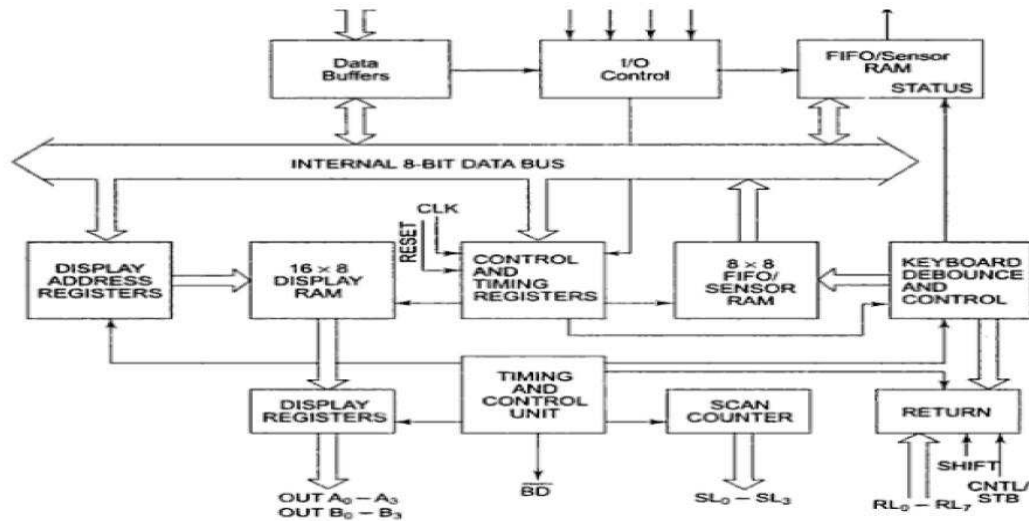 Data
Buffers
I/O
Control
FIFO/Sensor
RAM
STATUS
INTERNAL 8-BIT DATA BUS
CLK
RESET
DISPLAY
ADDRESS
REGISTERS
16 × 8
DISPLAY
RAM
CONTROL
AND
TIMING
REGISTERS
8 × 8
FIFO/
SENSOR
RAM
KEYBOARD
DEBOUNCE
AND
CONTROL
DISPLAY
REGISTERS
TIMING
AND
CONTROL
UNIT
SCAN
COUNTER
RETURN
SHIFT
CNTL/
STB
OUT A₀ – A₃
OUT B₀ – B₃
B̅D̅
SL₀ – SL₃
RL₀ – RL₇